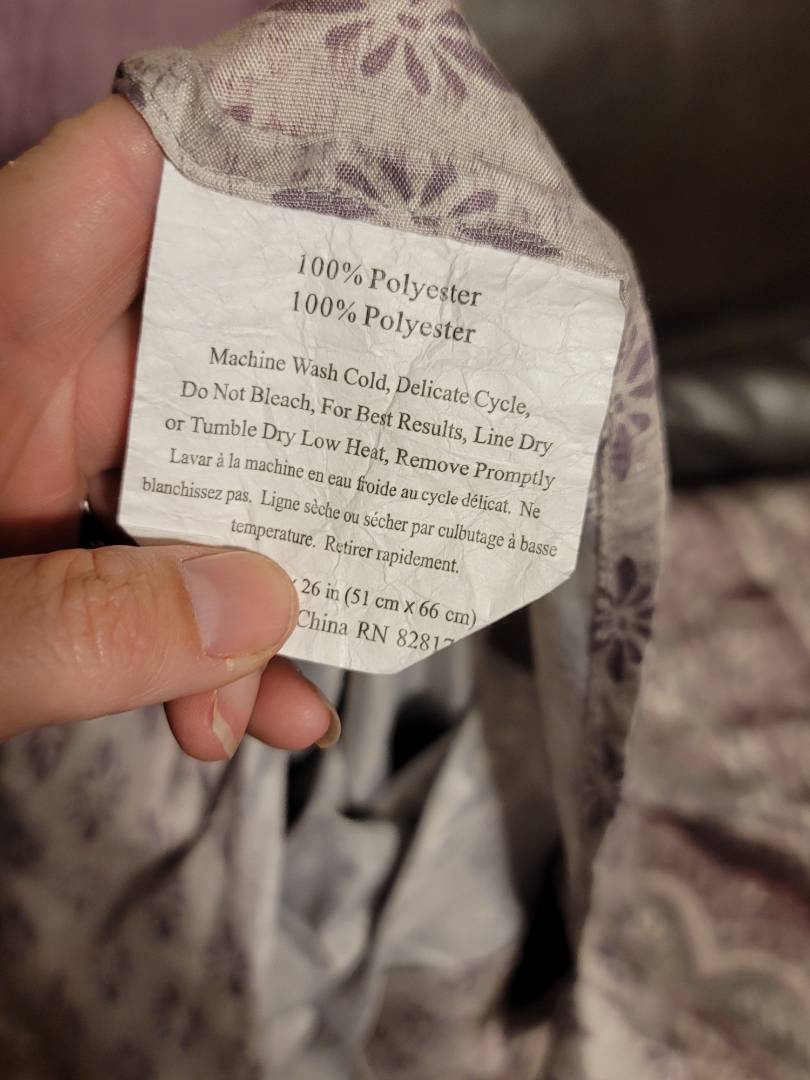 100% Polyester
100% Polyester
Machine Wash Cold, Delicate Cycle,
Do Not Bleach, For Best Results, Line Dry
or Tumble Dry Low Heat, Remove Promptly
Lavar à la machine en eau froide au cycle délicat. Ne
blanchissez pas. Ligne sèche ou sécher par culbutage à basse
temperature. Retirer rapidement.
26 in (51 cm x 66 cm)
China RN